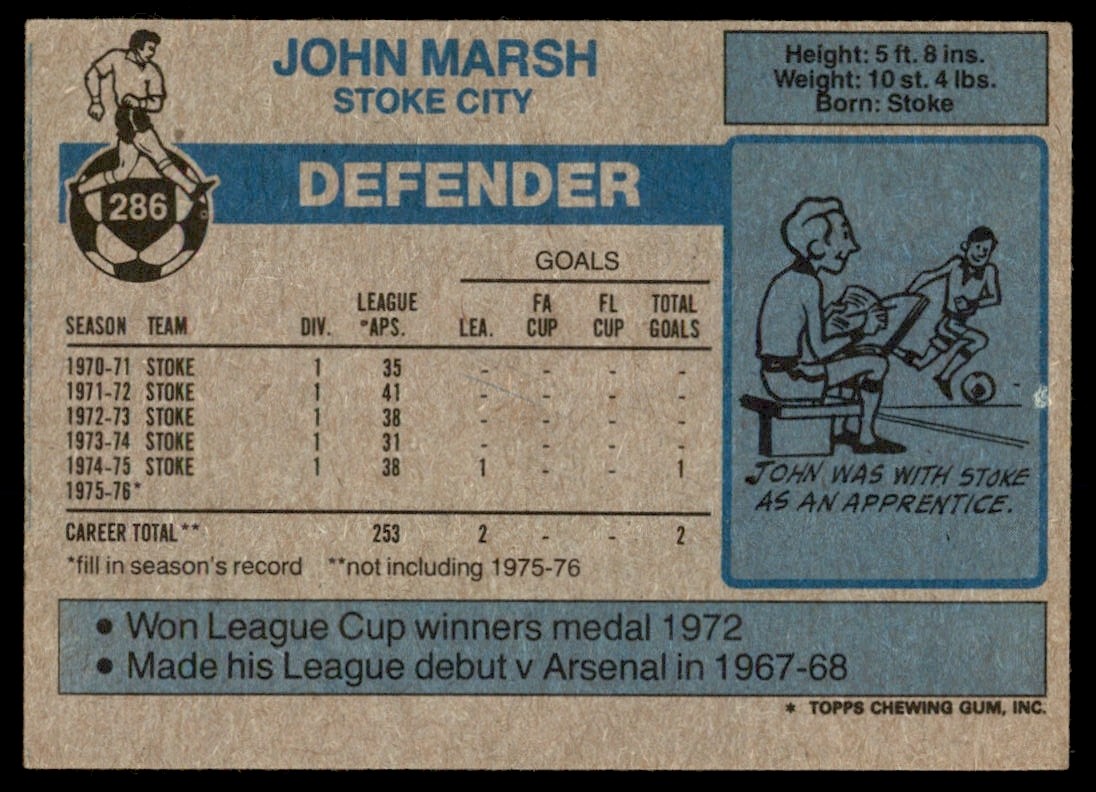 JOHN MARSH
STOKE CITY
Height: 5 ft. 8 ins.
Weight: 10 st. 4 lbs.
Born: Stoke
286
DEFENDER
GOALS
SEASON TEAM DIV. LEAGUE *APS. LEA. FA CUP FL CUP TOTAL GOALS
1970-71 STOKE 1 35 - - - -
1971-72 STOKE 1 41 - - - -
1972-73 STOKE 1 38 - - - -
1973-74 STOKE 1 31 - - - -
1974-75 STOKE 1 38 1 - - 1
1975-76*
CAREER TOTAL** 253 2 - - 2
*fill in season's record **not including 1975-76
JOHN WAS WITH STOKE
AS AN APPRENTICE.
• Won League Cup winners medal 1972
• Made his League debut v Arsenal in 1967-68
* TOPPS CHEWING GUM, INC.